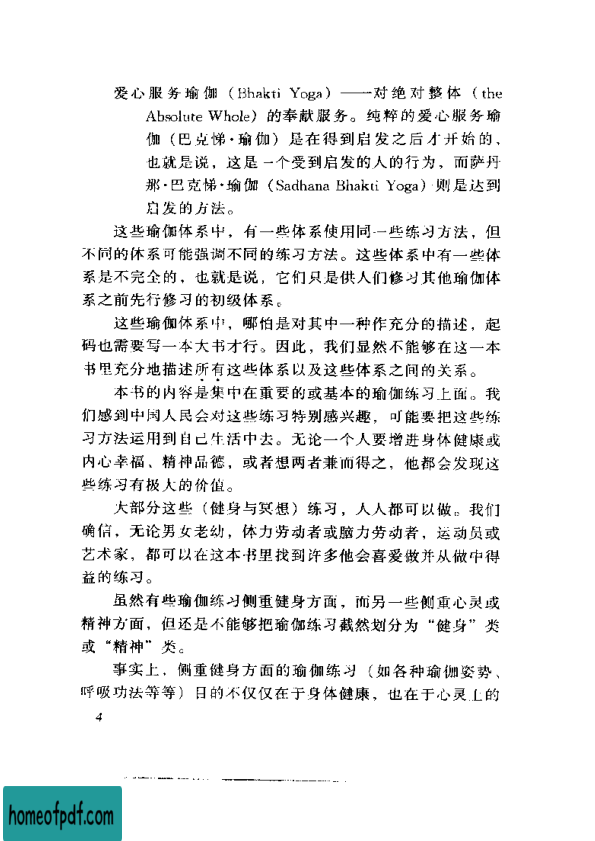 爱心服务瑜伽（Bhakti Yoga）——对绝对整体（the
Absolute Whole）的奉献服务。纯粹的爱心服务瑜
伽（巴克悌·瑜伽）是在得到启发之后才开始的，
也就是说，这是一个受到启发的人的行为，而萨丹
那·巴克悌·瑜伽（Sadhana Bhakti Yoga）则是达到
启发的方法。
这些瑜伽体系中，有一些体系使用同一些练习方法，但
不同的体系可能强调不同的练习方法。这些体系中有一些体
系是不完全的，也就是说，它们只是供人们修习其他瑜伽体
系之前先行修习的初级体系。
这些瑜伽体系中，哪怕是对其中一种作充分的描述，起
码也需要写一本大书才行。因此，我们显然不能够在这一本
书里充分地描述所有这些体系以及这些体系之间的关系。
本书的内容是集中在重要的或基本的瑜伽练习上面。我
们感到中国人民会对这些练习特别感兴趣，可能要把这些练
习方法运用到自己生活中去。无论一个人要增进身体健康或
内心幸福、精神品德，或者想两者兼而得之，他都会发现这
些练习有极大的价值。
大部分这些（健身与冥想）练习，人人都可以做。我们
确信，无论男女老幼，体力劳动者或脑力劳动者，运动员或
艺术家，都可以在这本书里找到许多他会喜爱做并从做中得
益的练习。
虽然有些瑜伽练习侧重健身方面，而另一些侧重心灵或
精神方面，但还是不能够把瑜伽练习截然划分为“健身”类
或“精神”类。
事实上，侧重健身方面的瑜伽练习（如各种瑜伽姿势、
呼吸功法等等）目的不仅仅在于身体健康，也在于心灵上的
4
homeofpdf.com